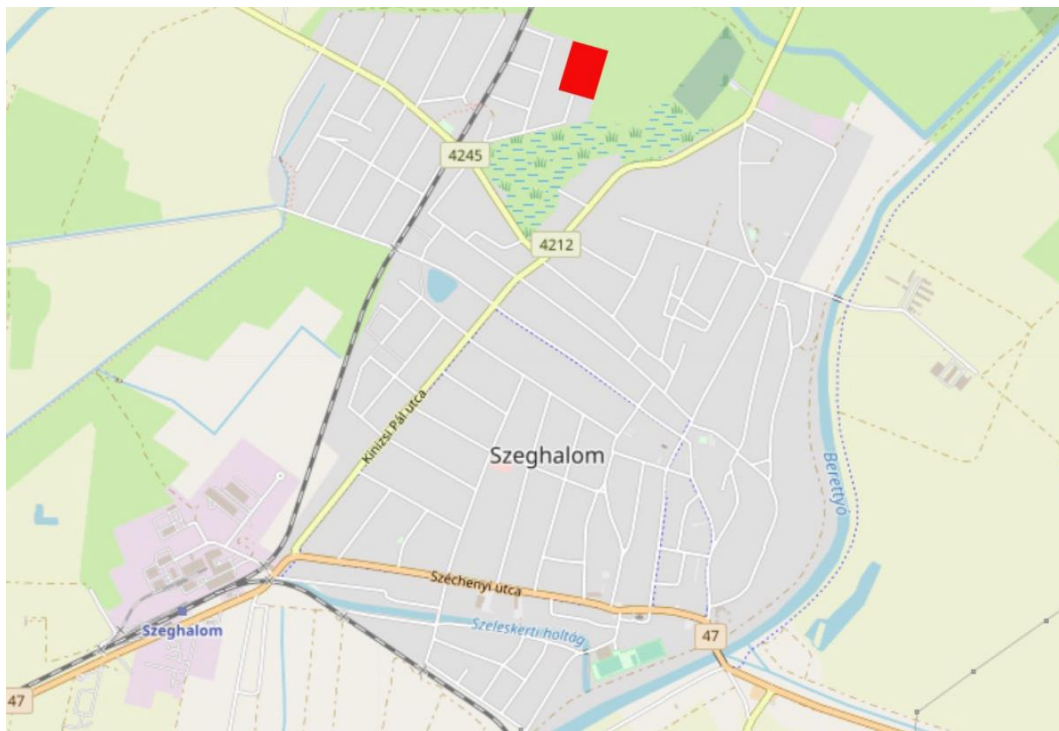 4245
4212
Kinizsi Pál utca
Szeghalom
Berettyó
Széchenyi utca
Szeleskerti holtág
Szeghalom
47
47